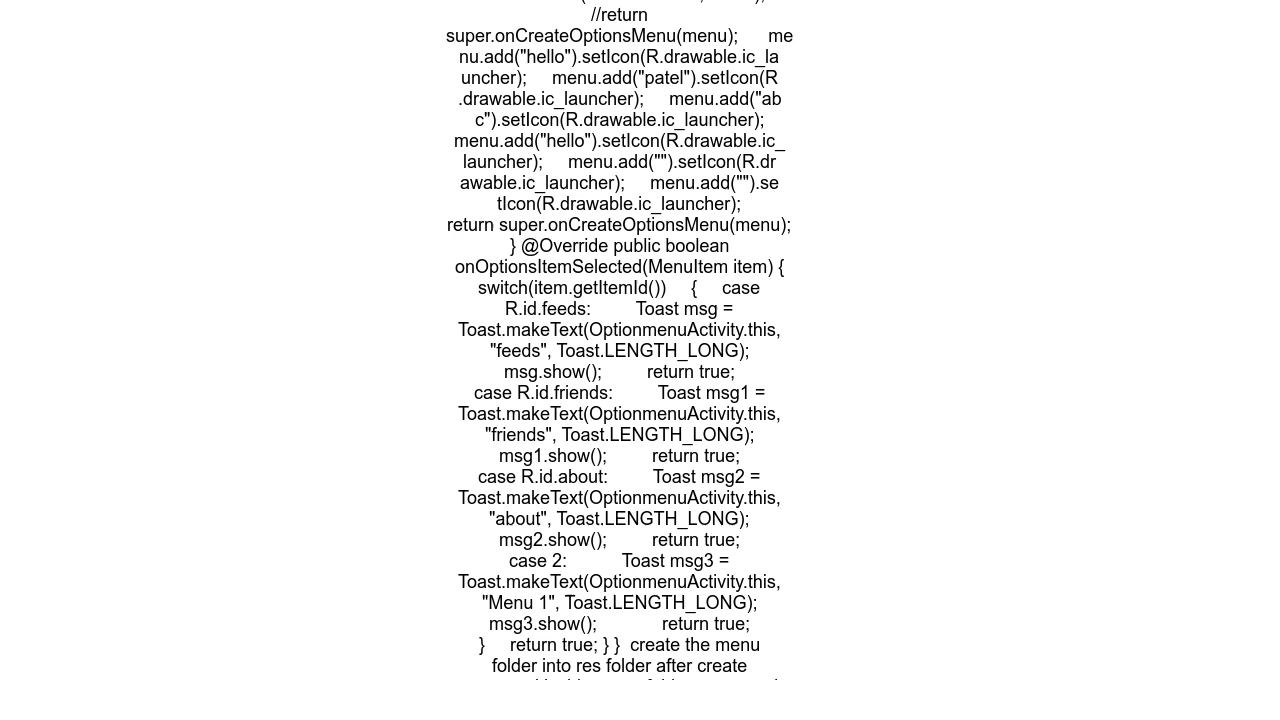 //return
super.onCreateOptionsMenu(menu);      me
nu.add("hello").setIcon(R.drawable.ic_la
uncher);     menu.add("patel").setIcon(R
.drawable.ic_launcher);     menu.add("ab
c").setIcon(R.drawable.ic_launcher);
menu.add("hello").setIcon(R.drawable.ic_
launcher);     menu.add("").setIcon(R.dr
awable.ic_launcher);     menu.add("").se
tIcon(R.drawable.ic_launcher);
return super.onCreateOptionsMenu(menu);
} @Override public boolean
onOptionsItemSelected(MenuItem item) {
switch(item.getItemId())     {     case
R.id.feeds:         Toast msg =
Toast.makeText(OptionmenuActivity.this,
"feeds", Toast.LENGTH_LONG);
msg.show();         return true;
case R.id.friends:         Toast msg1 =
Toast.makeText(OptionmenuActivity.this,
"friends", Toast.LENGTH_LONG);
msg1.show();         return true;
case R.id.about:         Toast msg2 =
Toast.makeText(OptionmenuActivity.this,
"about", Toast.LENGTH_LONG);
msg2.show();         return true;
case 2:           Toast msg3 =
Toast.makeText(OptionmenuActivity.this,
"Menu 1", Toast.LENGTH_LONG);
msg3.show();             return true;
}     return true; } }  create the menu
folder into res folder after create